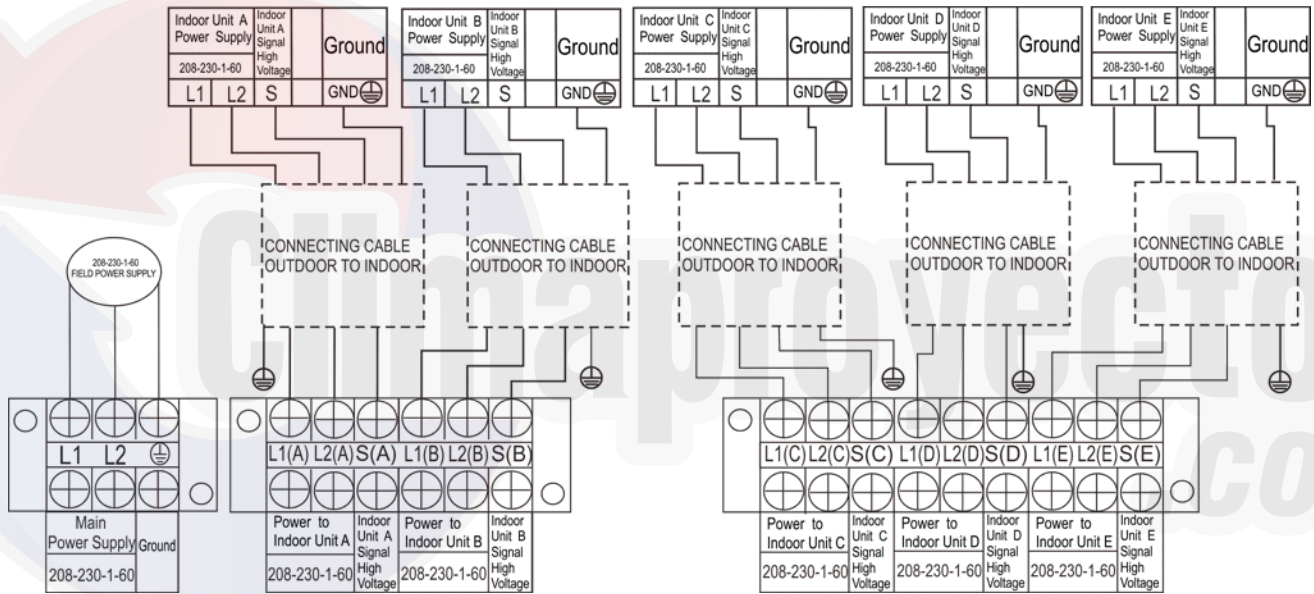 Indoor Unit A
Power Supply
208-230-1-60
Indoor
Unit A
Signal
High
Voltage
Ground
L1 L2 S GND
Indoor Unit B
Power Supply
208-230-1-60
Indoor
Unit B
Signal
High
Voltage
Ground
L1 L2 S GND
Indoor Unit C
Power Supply
208-230-1-60
Indoor
Unit C
Signal
High
Voltage
Ground
L1 L2 S GND
Indoor Unit D
Power Supply
208-230-1-60
Indoor
Unit D
Signal
High
Voltage
Ground
L1 L2 S GND
Indoor Unit E
Power Supply
208-230-1-60
Indoor
Unit E
Signal
High
Voltage
Ground
L1 L2 S GND
CONNECTING CABLE
OUTDOOR TO INDOOR
CONNECTING CABLE
OUTDOOR TO INDOOR
CONNECTING CABLE
OUTDOOR TO INDOOR
CONNECTING CABLE
OUTDOOR TO INDOOR
CONNECTING CABLE
OUTDOOR TO INDOOR
208-230-1-60
FIELD POWER SUPPLY
Climaproyecto
.co
L1 L2
Main
Power Supply
208-230-1-60
Ground
L1(A) L2(A) S(A) L1(B) L2(B) S(B)
Power to
Indoor Unit A
208-230-1-60
Indoor
Unit A
Signal
High
Voltage
Power to
Indoor Unit B
208-230-1-60
Indoor
Unit B
Signal
High
Voltage
L1(C) L2(C) S(C) L1(D) L2(D) S(D) L1(E) L2(E) S(E)
Power to
Indoor Unit C
208-230-1-60
Indoor
Unit C
Signal
High
Voltage
Power to
Indoor Unit D
208-230-1-60
Indoor
Unit D
Signal
High
Voltage
Power to
Indoor Unit E
208-230-1-60
Indoor
Unit E
Signal
High
Voltage